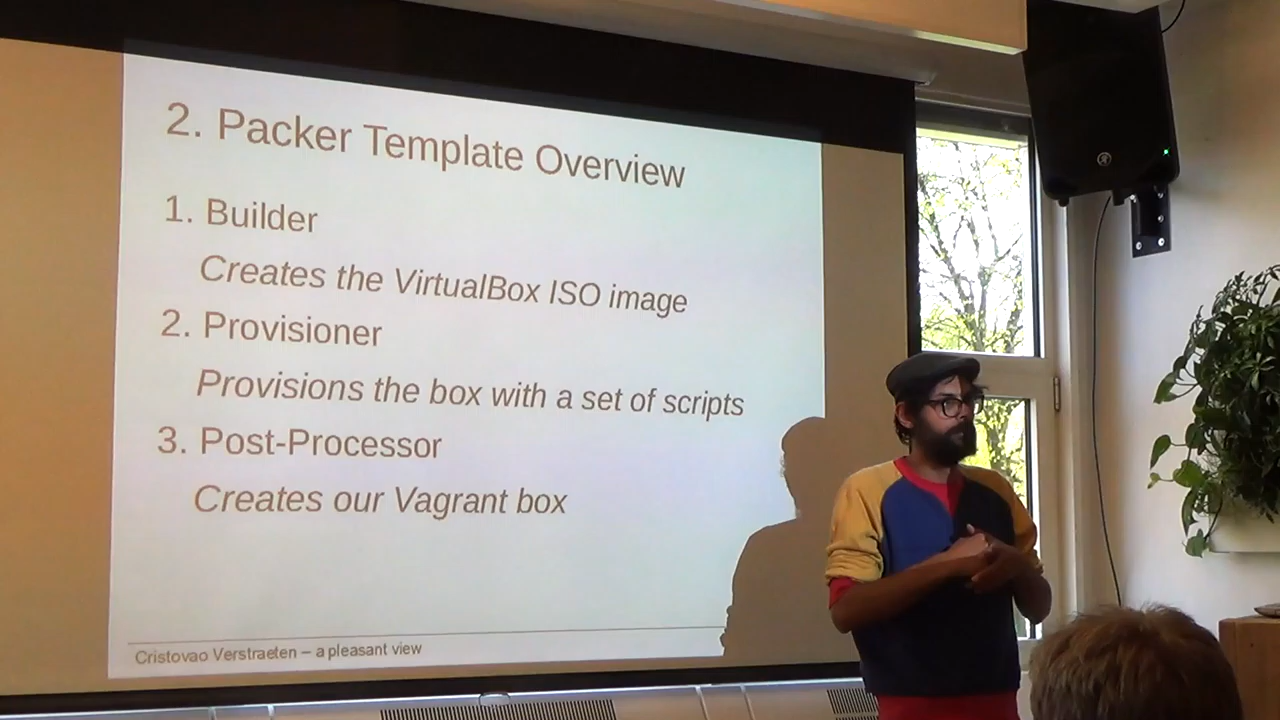 2. Packer Template Overview
1. Builder
Creates the VirtualBox ISO image
2. Provisioner
Provisions the box with a set of scripts
3. Post-Processor
Creates our Vagrant box
Cristovao Verstraeten – a pleasant view